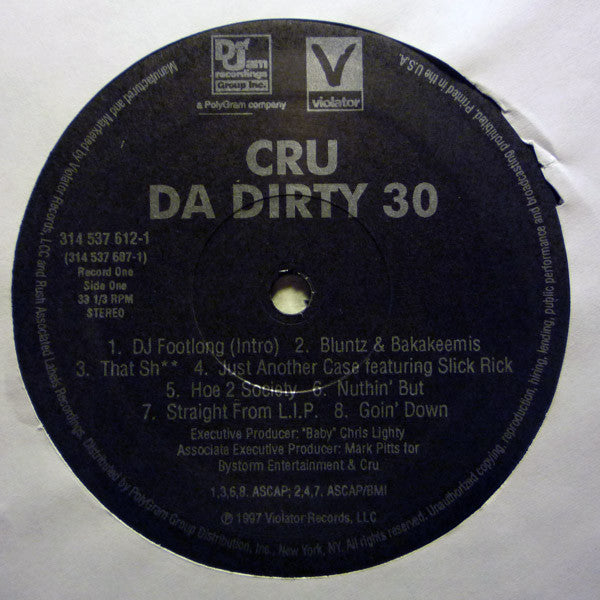 Def Jam
recordings
Group Inc.
a PolyGram company
V
violator
CRU
DA DIRTY 30
314 537 612-1
(314 537 607-1)
Record One
Side One
33 1/3 RPM
STEREO
1. DJ Footlong (Intro) 2. Bluntz & Bakakeemis
3. That Sh** 4. Just Another Case featuring Slick Rick
5. Hoe 2 Society 6. Nuthin' But
7. Straight From L.I.P. 8. Goin' Down
Executive Producer: "Baby" Chris Lighty
Associate Executive Producer: Mark Pitts for
Bystorm Entertainment & Cru
1,3,6,8, ASCAP; 2,4,7, ASCAP/BMI
℗ © 1997 Violator Records, LLC
Manufactured and Marketed by Violator Records, LCC and Rush Associated Labels Recordings. Distributed by PolyGram Group Distribution, Inc., New York, NY. All rights reserved. Unauthorized copying, reproduction, hiring, lending, public performance and broadcasting prohibited. Printed in the U.S.A.